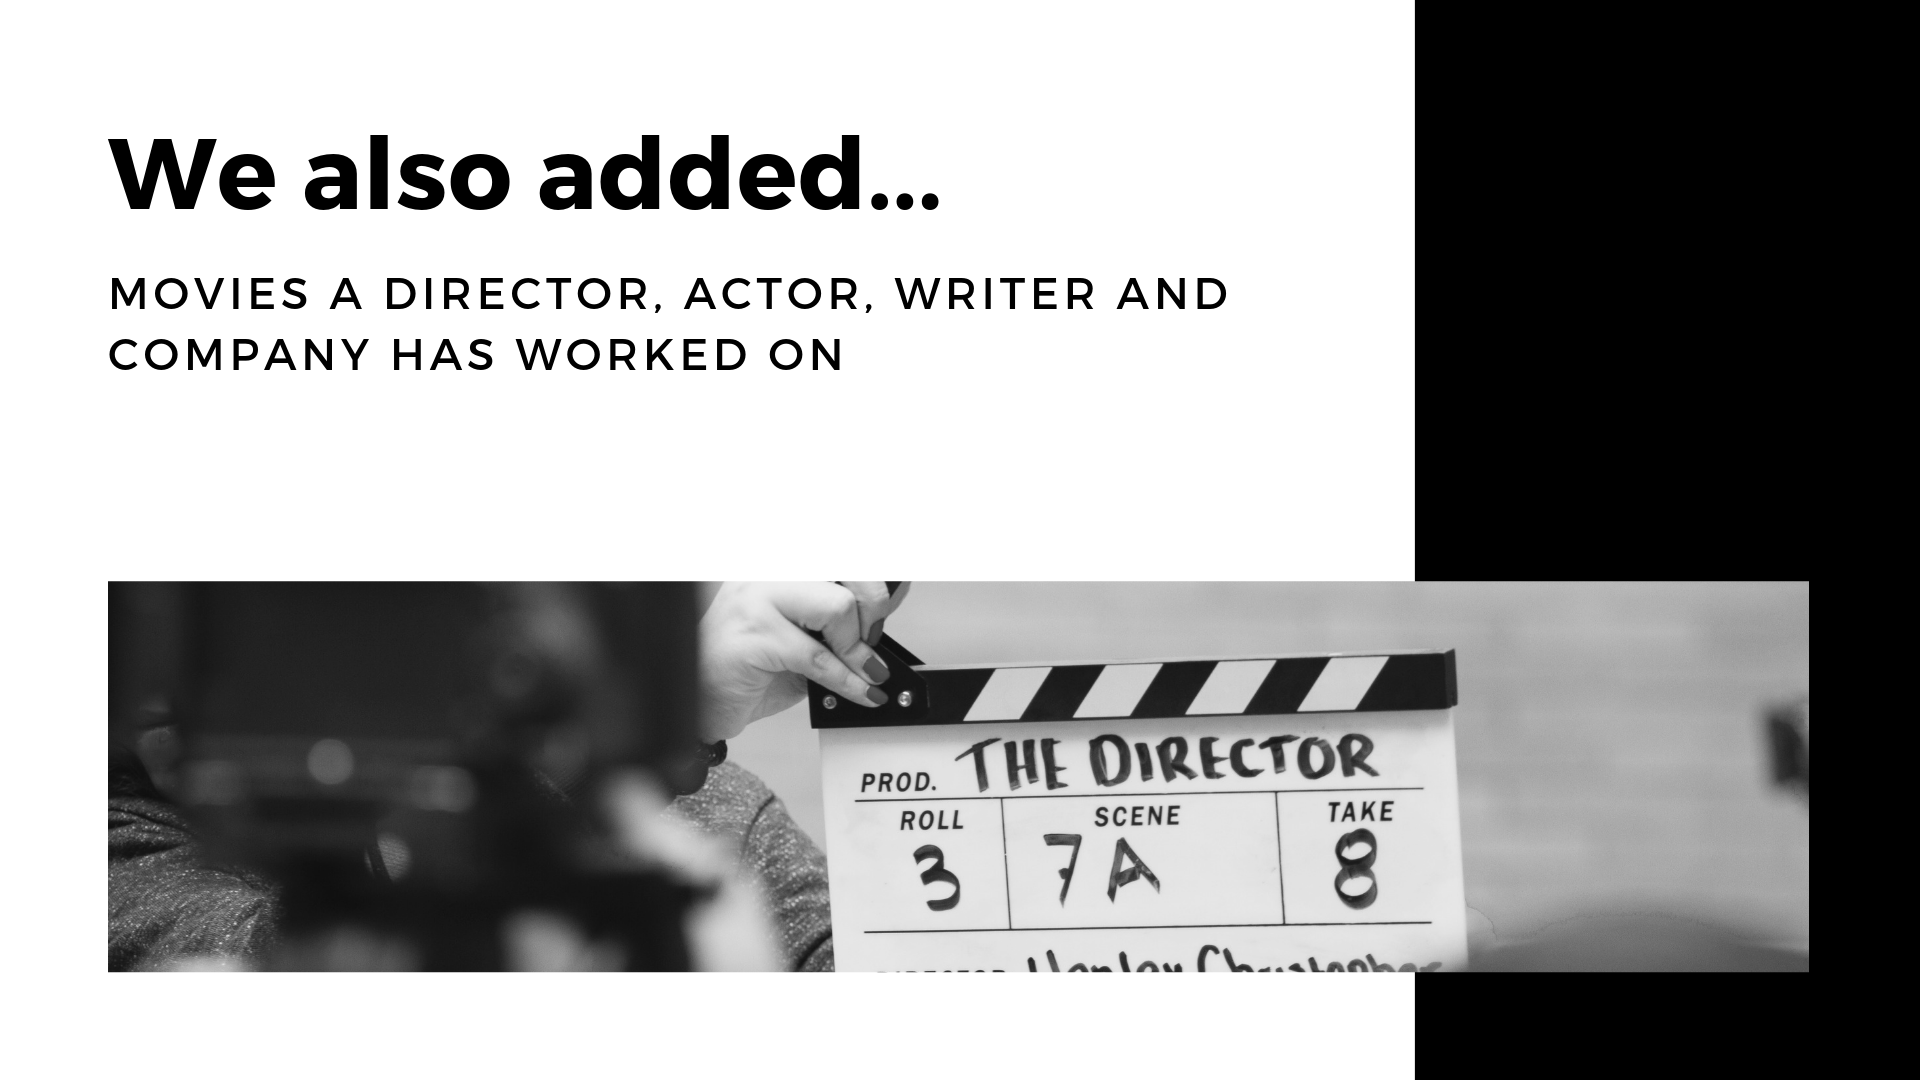 We also added...
MOVIES A DIRECTOR, ACTOR, WRITER AND
COMPANY HAS WORKED ON
PROD. THE DIRECTOR
ROLL SCENE TAKE
3 7A 8